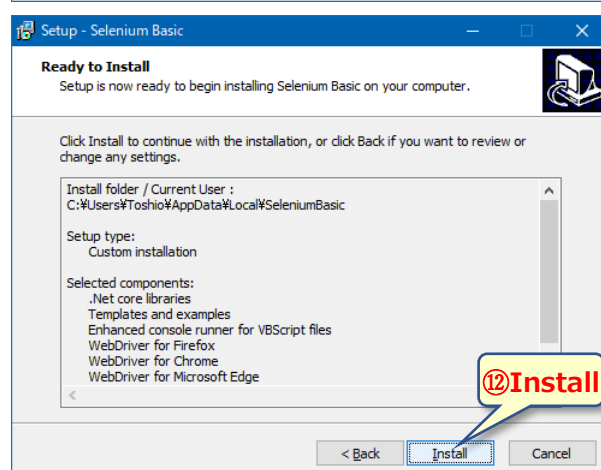 Setup - Selenium Basic
Ready to Install
Setup is now ready to begin installing Selenium Basic on your computer.
Click Install to continue with the installation, or click Back if you want to review or
change any settings.
Install folder / Current User :
C:¥Users¥Toshio¥AppData¥Local¥SeleniumBasic
Setup type:
Custom installation
Selected components:
.Net core libraries
Templates and examples
Enhanced console runner for VBScript files
WebDriver for Firefox
WebDriver for Chrome
WebDriver for Microsoft Edge
⑫Install
< Back
Install
Cancel